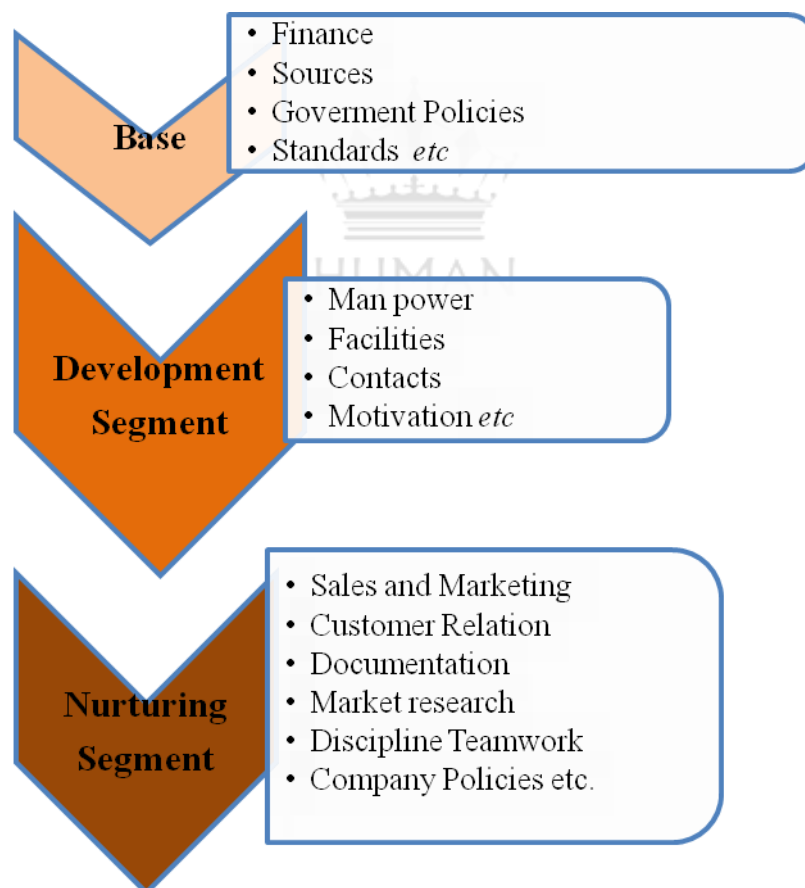 • Finance
• Sources
• Goverment Policies
• Standards etc
Base
HUMAN
• Man power
• Facilities
• Contacts
• Motivation etc
Development
Segment
• Sales and Marketing
• Customer Relation
• Documentation
• Market research
• Discipline Teamwork
• Company Policies etc.
Nurturing
Segment